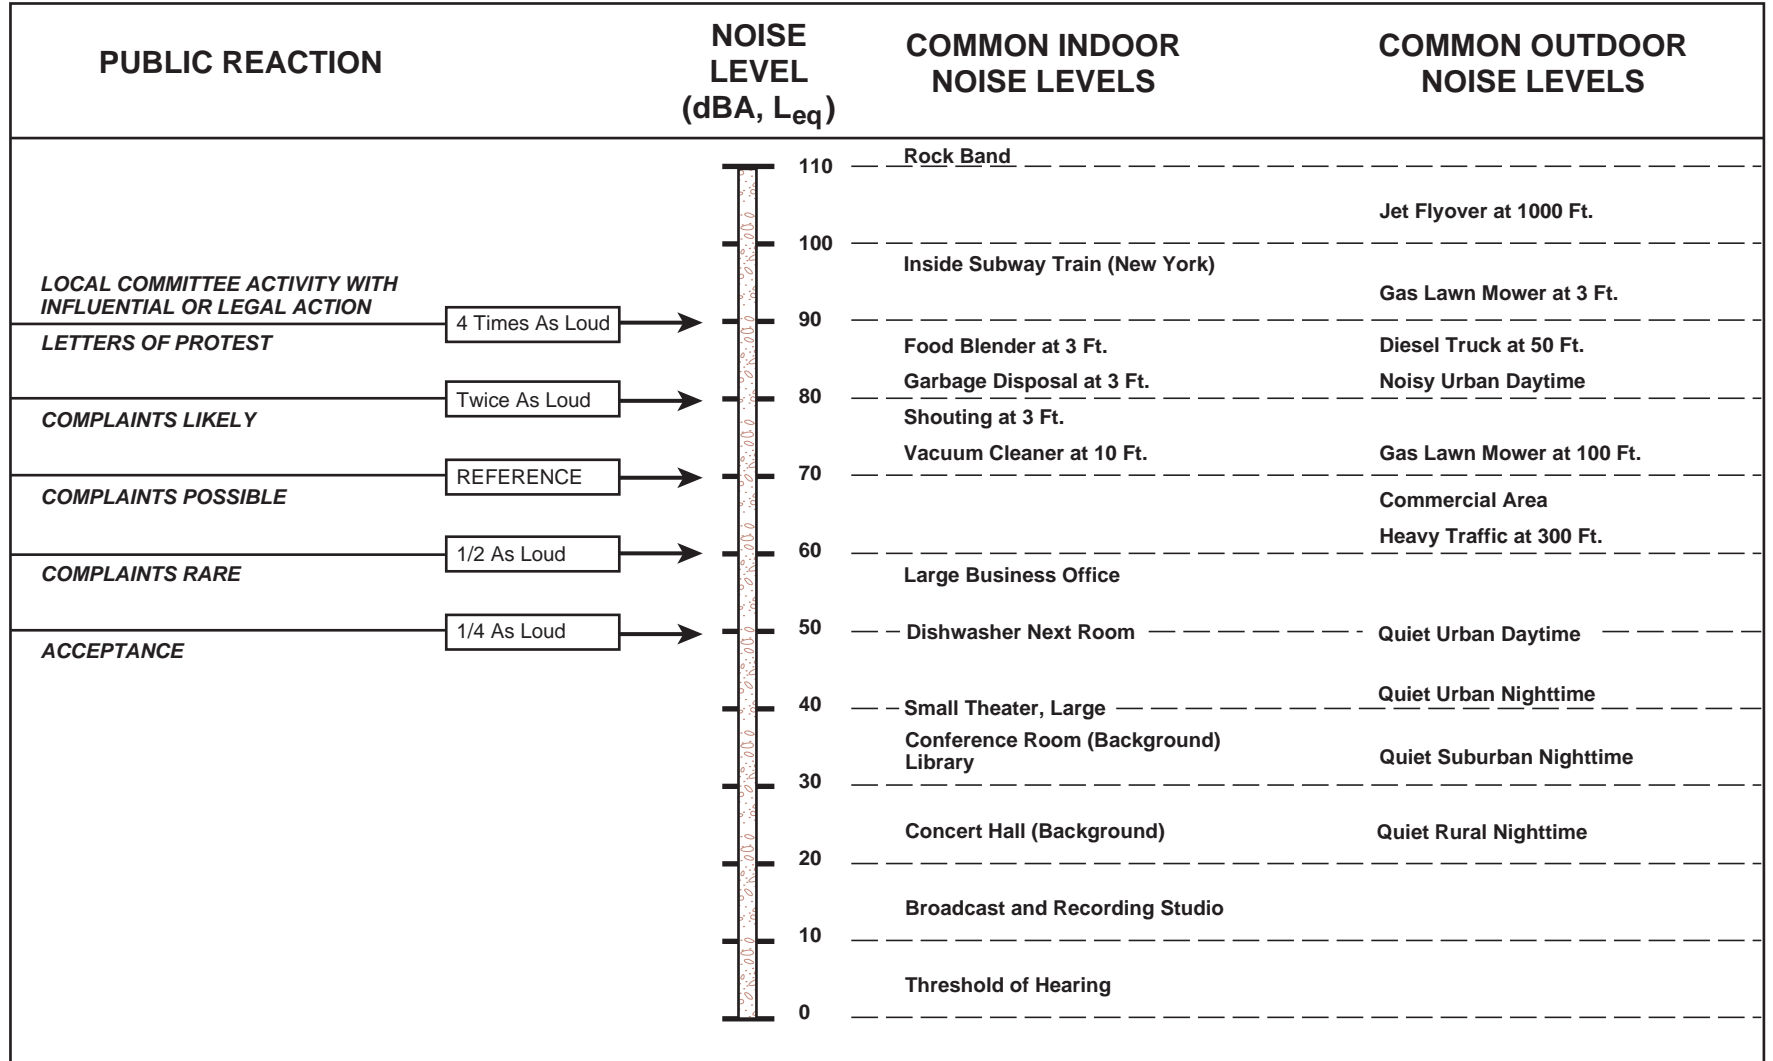 PUBLIC REACTION
NOISE
LEVEL
(dBA, Leq)
COMMON INDOOR
NOISE LEVELS
COMMON OUTDOOR
NOISE LEVELS
LOCAL COMMITTEE ACTIVITY WITH
INFLUENTIAL OR LEGAL ACTION
LETTERS OF PROTEST
COMPLAINTS LIKELY
COMPLAINTS POSSIBLE
COMPLAINTS RARE
ACCEPTANCE
4 Times As Loud
Twice As Loud
REFERENCE
1/2 As Loud
1/4 As Loud
110
100
90
80
70
60
50
40
30
20
10
0
Rock Band
Inside Subway Train (New York)
Food Blender at 3 Ft.
Garbage Disposal at 3 Ft.
Shouting at 3 Ft.
Vacuum Cleaner at 10 Ft.
Large Business Office
Dishwasher Next Room
Small Theater, Large
Conference Room (Background)
Library
Concert Hall (Background)
Broadcast and Recording Studio
Threshold of Hearing
Jet Flyover at 1000 Ft.
Gas Lawn Mower at 3 Ft.
Diesel Truck at 50 Ft.
Noisy Urban Daytime
Gas Lawn Mower at 100 Ft.
Commercial Area
Heavy Traffic at 300 Ft.
Quiet Urban Daytime
Quiet Urban Nighttime
Quiet Suburban Nighttime
Quiet Rural Nighttime